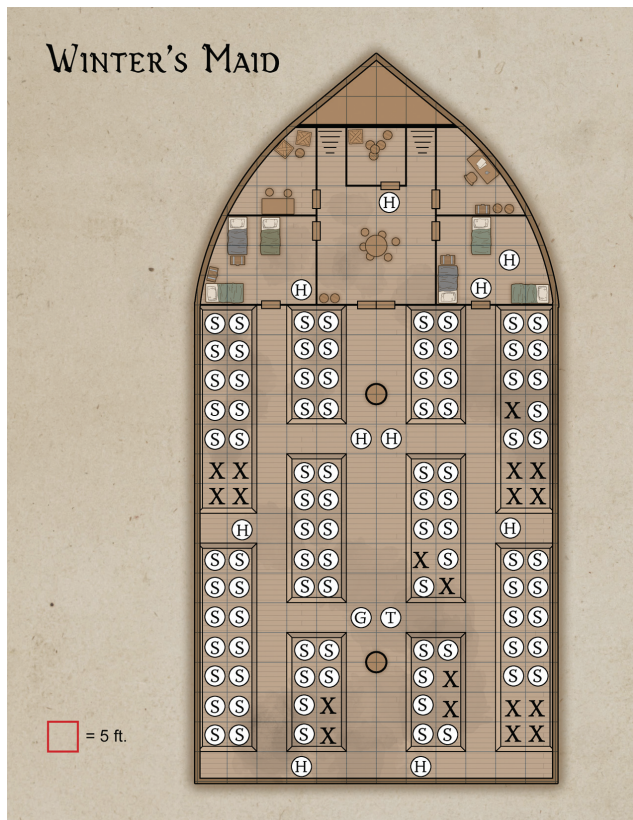 WINTER'S MAID
H
H
H H
S S S S S S S S
S S S S S S S S
S S S S S S S S
S S S S S S X S
S S H H S S
X X S S S S X X
X X S S S S X X
H S S S S H
S S S S X S S S
S S S S S X S S
S S G T S S
S S S S S S S S
S S S S S X S S
S S S X S X X X
S S S X S S X X
= 5 ft.
H H